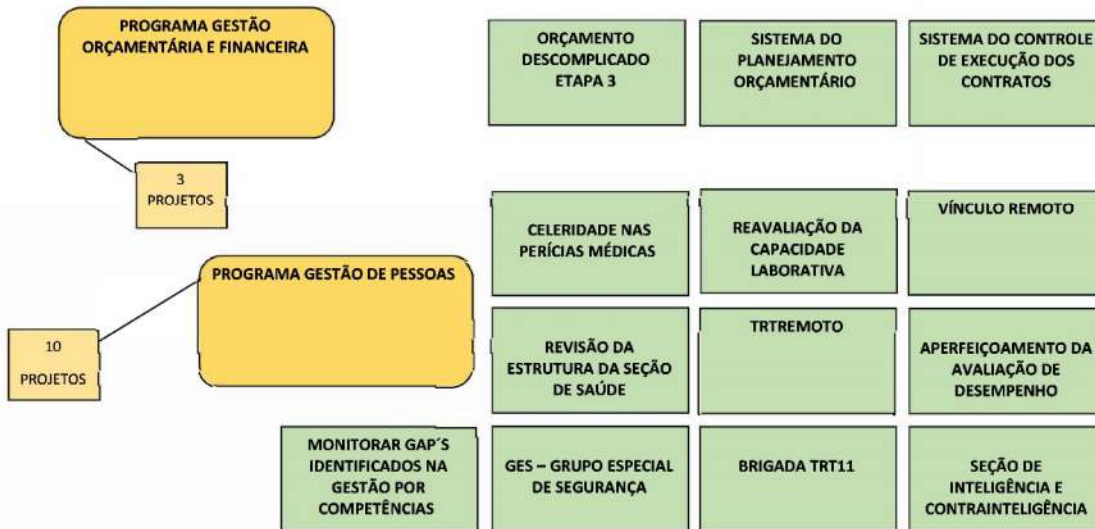 PROGRAMA GESTÃO
ORÇAMENTÁRIA E FINANCEIRA
3
PROJETOS
ORÇAMENTO
DESCOMPLICADO
ETAPA 3
SISTEMA DO
PLANEJAMENTO
ORÇAMENTÁRIO
SISTEMA DO CONTROLE
DE EXECUÇÃO DOS
CONTRATOS
PROGRAMA GESTÃO DE PESSOAS
10
PROJETOS
CELERIDADE NAS
PERÍCIAS MÉDICAS
REAVALIAÇÃO DA
CAPACIDADE
LABORATIVA
VÍNCULO REMOTO
REVISÃO DA
ESTRUTURA DA SEÇÃO
DE SAÚDE
TRTREMOTO
APERFEIÇOAMENTO DA
AVALIAÇÃO DE
DESEMPENHO
MONITORAR GAP´S
IDENTIFICADOS NA
GESTÃO POR
COMPETÊNCIAS
GES – GRUPO ESPECIAL
DE SEGURANÇA
BRIGADA TRT11
SEÇÃO DE
INTELIGÊNCIA E
CONTRAINTELIGÊNCIA